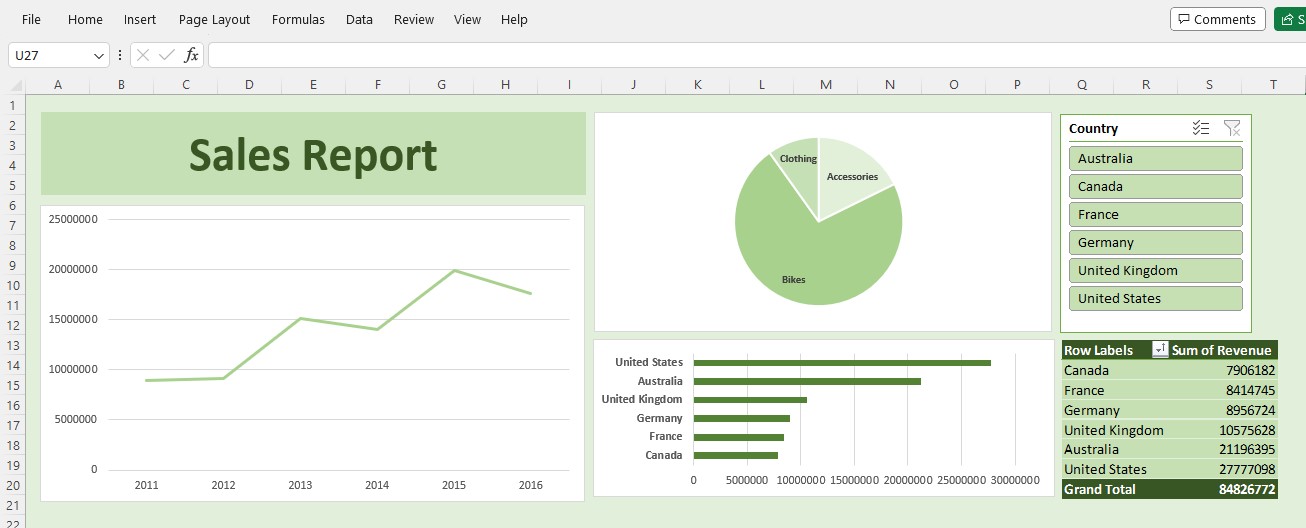 File Home Insert Page Layout Formulas Data Review View Help Comments
U27 fx
A B C D E F G H I J K L M N O P Q R S T
1
2
3
4
5
6
7
8
9
10
11
12
13
14
15
16
17
18
19
20
21
22
Sales Report
25000000
20000000
15000000
10000000
5000000
0
2011 2012 2013 2014 2015 2016
Clothing
Accessories
Bikes
United States
Australia
United Kingdom
Germany
France
Canada
0 5000000 10000000 15000000 20000000 25000000 30000000
Country
Australia
Canada
France
Germany
United Kingdom
United States
Row Labels Sum of Revenue
Canada 7906182
France 8414745
Germany 8956724
United Kingdom 10575628
Australia 21196395
United States 27777098
Grand Total 84826772